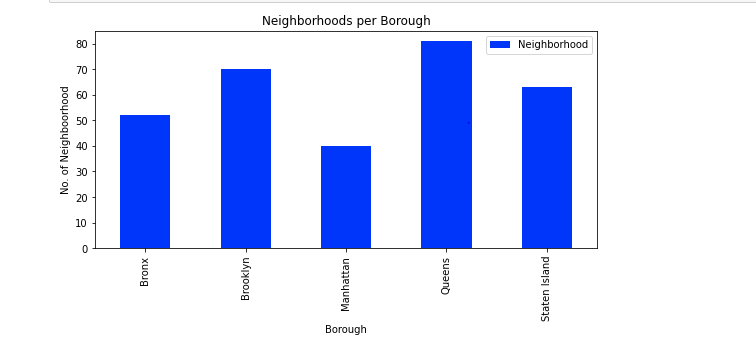 Neighborhoods per Borough
Neighborhood
No. of Neighboorhood
80
70
60
50
40
30
20
10
0
Bronx
Brooklyn
Manhattan
Queens
Staten Island
Borough